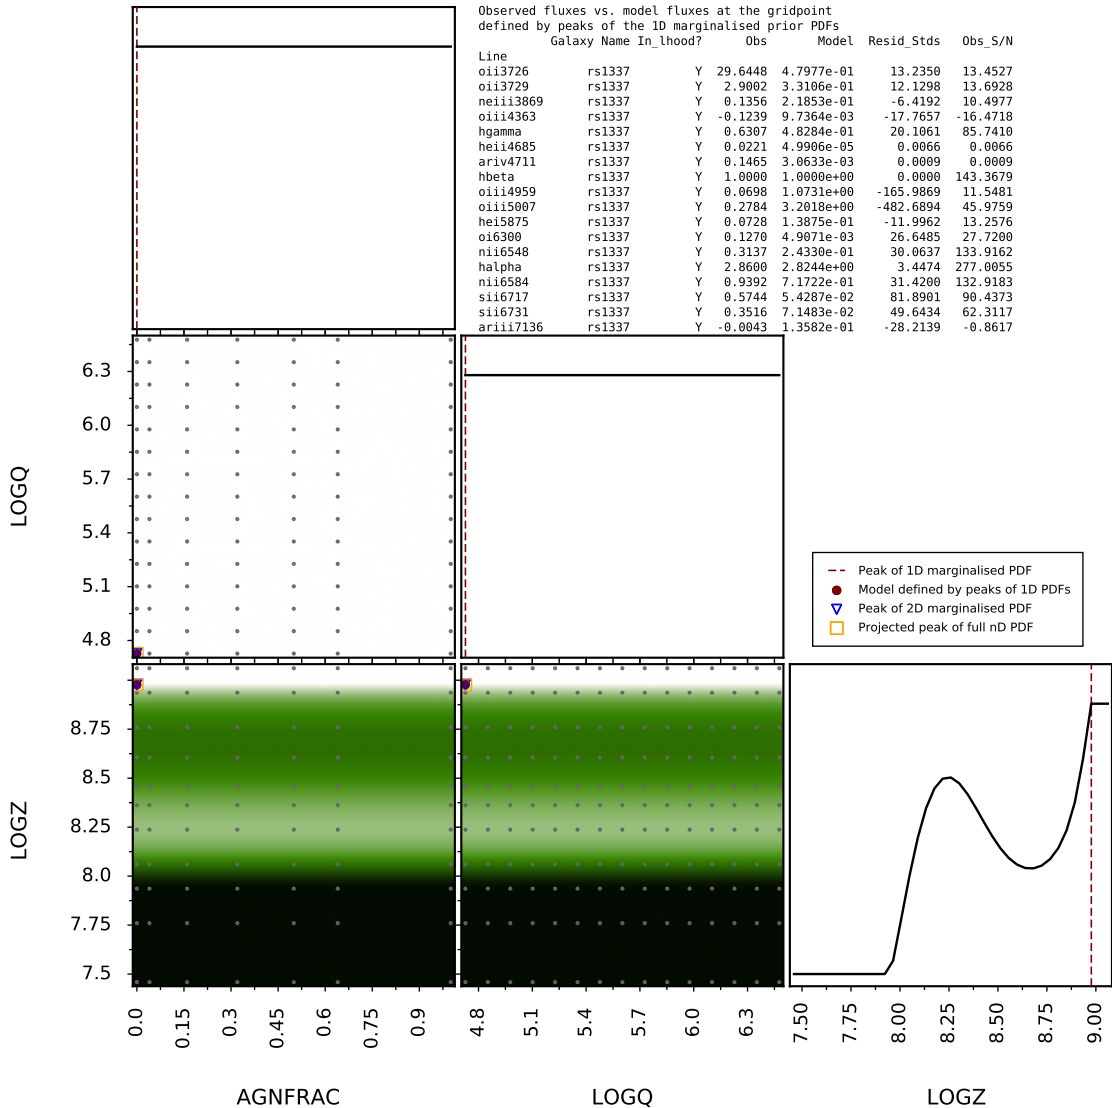 Observed fluxes vs. model fluxes at the gridpoint
defined by peaks of the 1D marginalised prior PDFs
Galaxy Name In_lhood? Obs Model Resid_Stds Obs_S/N
Line
oii3726 rs1337 Y 29.6448 4.7977e-01 13.2350 13.4527
oii3729 rs1337 Y 2.9002 3.3106e-01 12.1298 13.6928
neiii3869 rs1337 Y 0.1356 2.1853e-01 -6.4192 10.4977
oiii4363 rs1337 Y -0.1239 9.7364e-03 -17.7657 -16.4718
hgamma rs1337 Y 0.6307 4.8284e-01 20.1061 85.7410
heii4685 rs1337 Y 0.0221 4.9906e-05 0.0066 0.0066
ariv4711 rs1337 Y 0.1465 3.0633e-03 0.0009 0.0009
hbeta rs1337 Y 1.0000 1.0000e+00 0.0000 143.3679
oiii4959 rs1337 Y 0.0698 1.0731e+00 -165.9869 11.5481
oiii5007 rs1337 Y 0.2784 3.2018e+00 -482.6894 45.9759
hei5875 rs1337 Y 0.0728 1.3875e-01 -11.9962 13.2576
oi6300 rs1337 Y 0.1270 4.9071e-03 26.6485 27.7200
nii6548 rs1337 Y 0.3137 2.4330e-01 30.0637 133.9162
halpha rs1337 Y 2.8600 2.8244e+00 3.4474 277.0055
nii6584 rs1337 Y 0.9392 7.1722e-01 31.4200 132.9183
sii6717 rs1337 Y 0.5744 5.4287e-02 81.8901 90.4373
sii6731 rs1337 Y 0.3516 7.1483e-02 49.6434 62.3117
ariii7136 rs1337 Y -0.0043 1.3582e-01 -28.2139 -0.8617
6.3
6.0
5.7
5.4
5.1
4.8
LOGQ
Peak of 1D marginalised PDF
Model defined by peaks of 1D PDFs
Peak of 2D marginalised PDF
Projected peak of full nD PDF
8.75
8.5
8.25
8.0
7.75
7.5
LOGZ
0.0 0.15 0.3 0.45 0.6 0.75 0.9
4.8 5.1 5.4 5.7 6.0 6.3
7.50 7.75 8.00 8.25 8.50 8.75 9.00
AGNFRAC LOGQ LOGZ